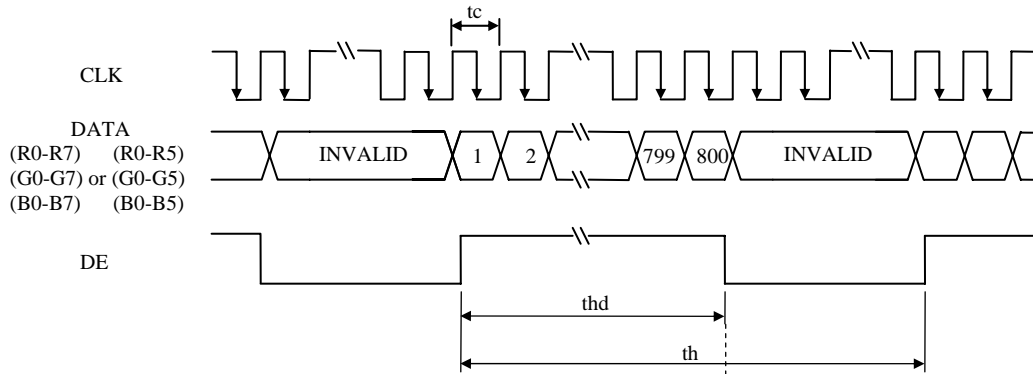 tc
CLK
DATA
(R0-R7) (R0-R5)
(G0-G7) or (G0-G5)
(B0-B7) (B0-B5)
INVALID 1 2 799 800 INVALID
DE
thd
th